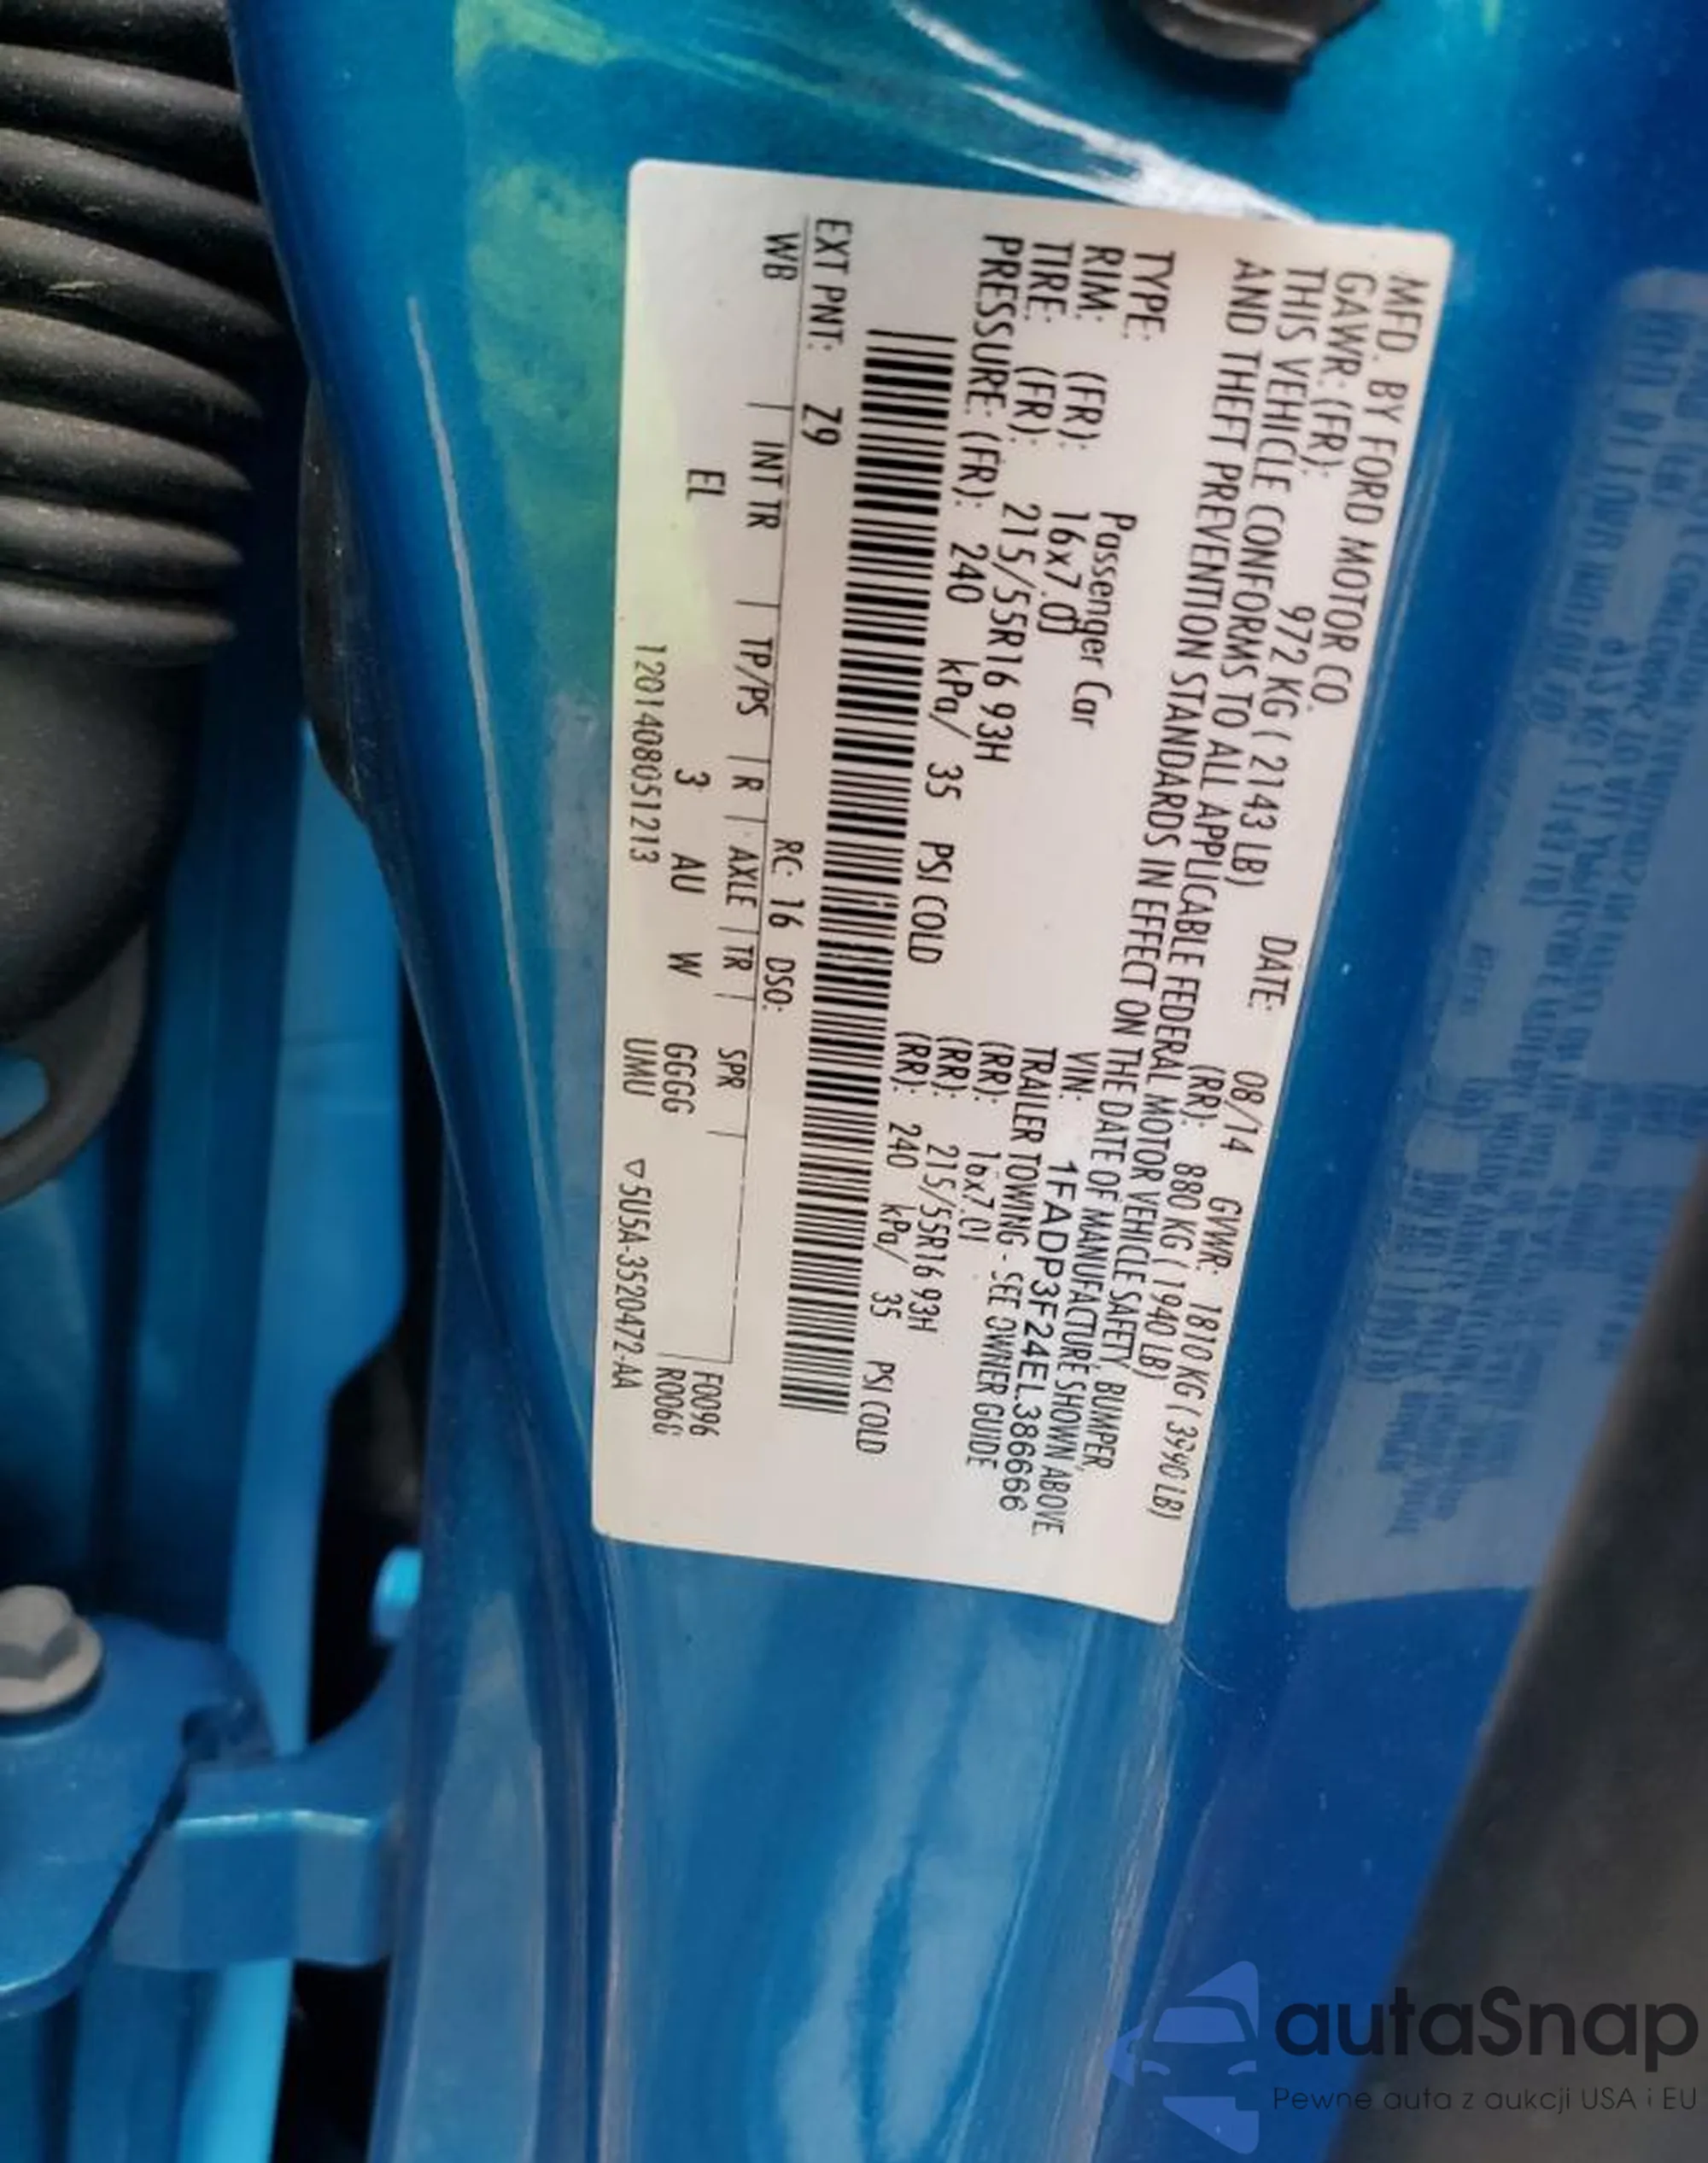 MFD. BY FORD MOTOR CO. DATE: 08/14 GVWR: 1810 KG ( 3990 LB)
GAWR: (FR): 972 KG ( 2143 LB) (RR): 880 KG ( 1940 LB)
THIS VEHICLE CONFORMS TO ALL APPLICABLE FEDERAL MOTOR VEHICLE SAFETY, BUMPER,
AND THEFT PREVENTION STANDARDS IN EFFECT ON THE DATE OF MANUFACTURE SHOWN ABOVE
VIN: 1FADP3F24EL386666
TYPE: Passenger Car TRAILER TOWING - SEE OWNER GUIDE
RIM: (FR): 16x7.0J (RR): 16x7.0J
TIRE: (FR): 215/55R16 93H (RR): 215/55R16 93H
PRESSURE: (FR): 240 kPa/ 35 PSI COLD (RR): 240 kPa/ 35 PSI COLD
EXT PNT: Z9 RC: 16 DSO:
WB INT TR TP/PS R AXLE TR SPR F0096
EL 3 AU W GGGG R0060
120140805121​3 UMU ▽5U5A-3520472-AA
autaSnap
Pewne auta z aukcji USA i EU